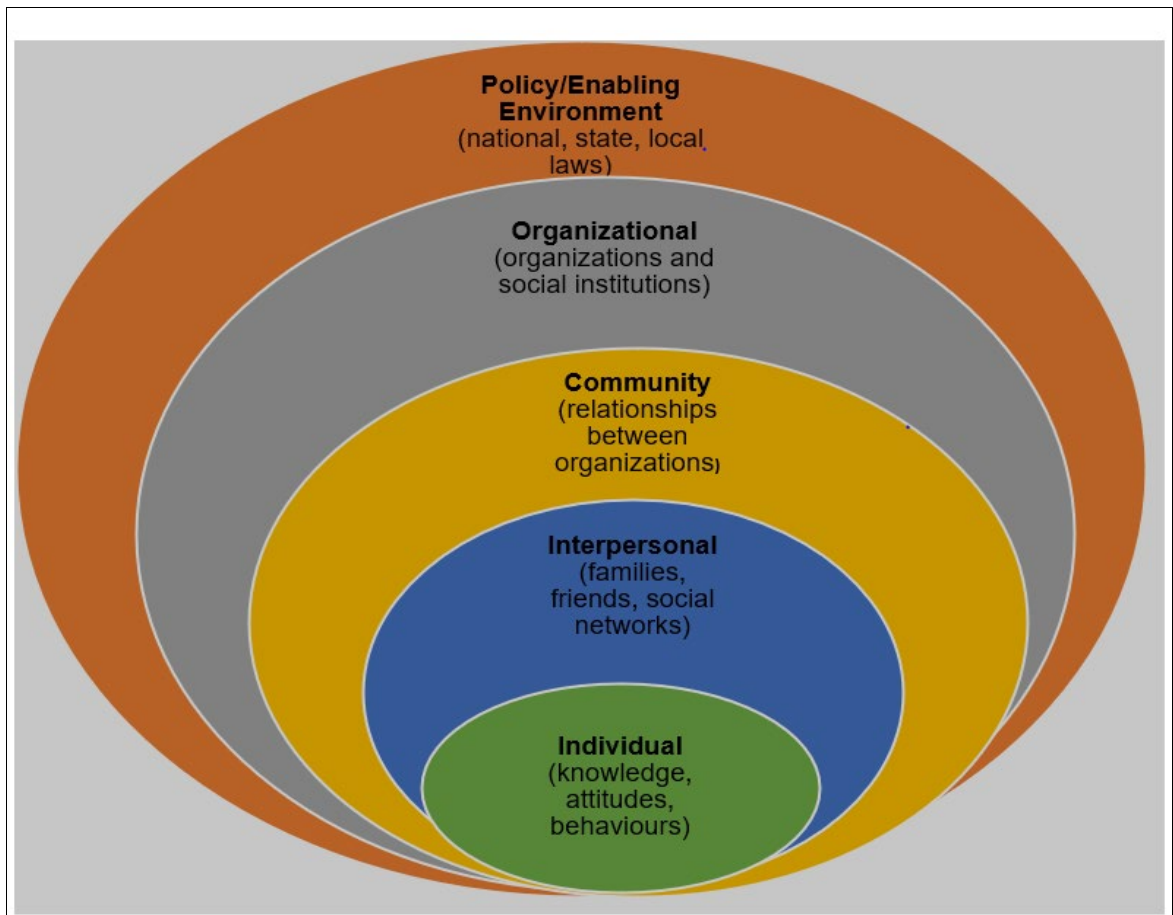 Policy/Enabling
Environment
(national, state, local
laws)
Organizational
(organizations and
social institutions)
Community
(relationships
between
organizations)
Interpersonal
(families,
friends, social
networks)
Individual
(knowledge,
attitudes,
behaviours)